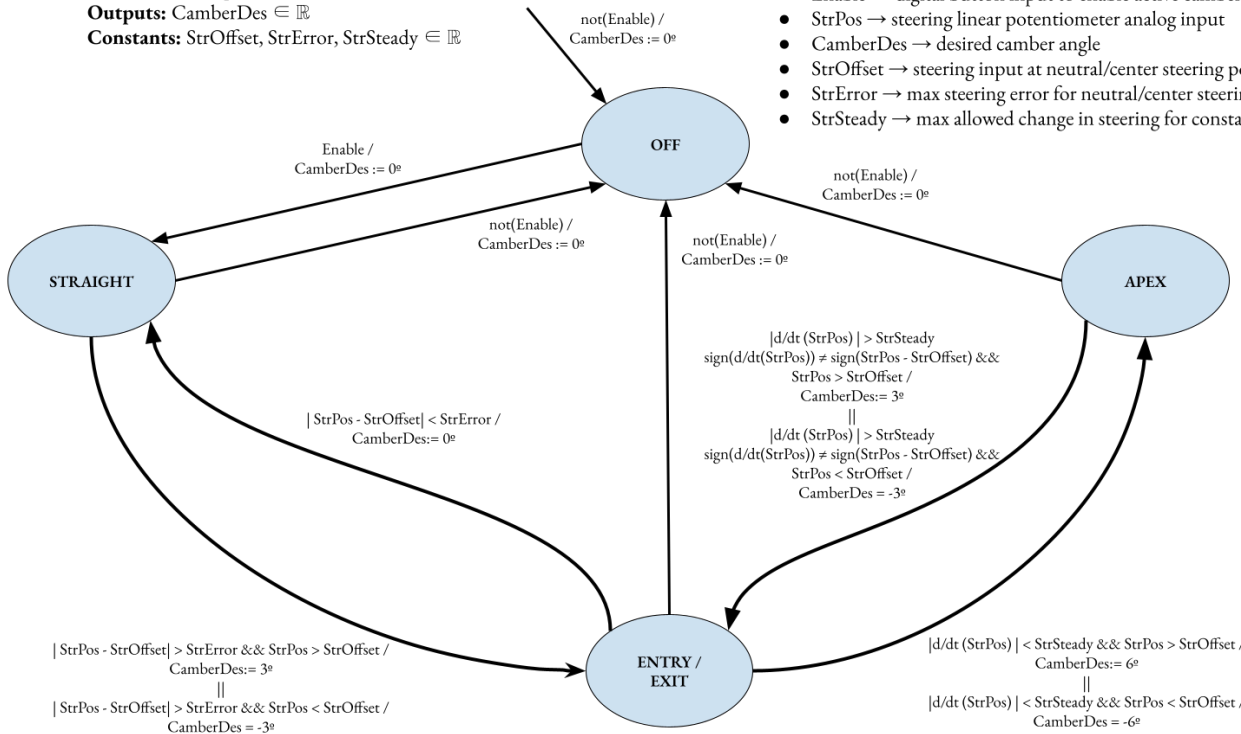 Outputs: CamberDes ∈ ℝ
Constants: StrOffset, StrError, StrSteady ∈ ℝ
not(Enable) /
CamberDes := 0º
● StrPos → steering linear potentiometer analog input
● CamberDes → desired camber angle
● StrOffset → steering input at neutral/center steering
● StrError → max steering error for neutral/center
● StrSteady → max allowed change in steering for
OFF
Enable /
CamberDes := 0º
not(Enable) /
CamberDes := 0º
not(Enable) /
CamberDes := 0º
not(Enable) /
CamberDes := 0º
STRAIGHT
APEX
|d/dt (StrPos) | > StrSteady
sign(d/dt(StrPos)) ≠ sign(StrPos - StrOffset) &&
StrPos > StrOffset /
CamberDes:= 3º
||
|d/dt (StrPos) | > StrSteady
sign(d/dt(StrPos)) ≠ sign(StrPos - StrOffset) &&
StrPos < StrOffset /
CamberDes = -3º
| StrPos - StrOffset| < StrError /
CamberDes:= 0º
| StrPos - StrOffset| > StrError && StrPos > StrOffset /
CamberDes:= 3º
||
| StrPos - StrOffset| > StrError && StrPos < StrOffset /
CamberDes = -3º
ENTRY /
EXIT
|d/dt (StrPos) | < StrSteady && StrPos > StrOffset /
CamberDes:= 6º
||
|d/dt (StrPos) | < StrSteady && StrPos < StrOffset /
CamberDes = -6º